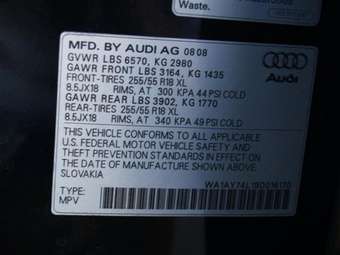 Waste.
MFD. BY AUDI AG 08 08
GVWR LBS 6570, KG 2980
GAWR FRONT LBS 3164, KG 1435
FRONT-TIRES 255/55 R18 XL
8.5JX18 RIMS, AT 300 KPA 44 PSI COLD
GAWR REAR LBS 3902, KG 1770
REAR-TIRES 255/55 R18 XL
8.5JX18 RIMS, AT 340 KPA 49 PSI COLD
Audi
THIS VEHICLE CONFORMS TO ALL APPLICABLE
U.S. FEDERAL MOTOR VEHICLE SAFETY AND
THEFT PREVENTION STANDARDS IN EFFECT ON
THE DATE OF MANUFACTURE SHOWN ABOVE
SLOVAKIA
TYPE:
MPV